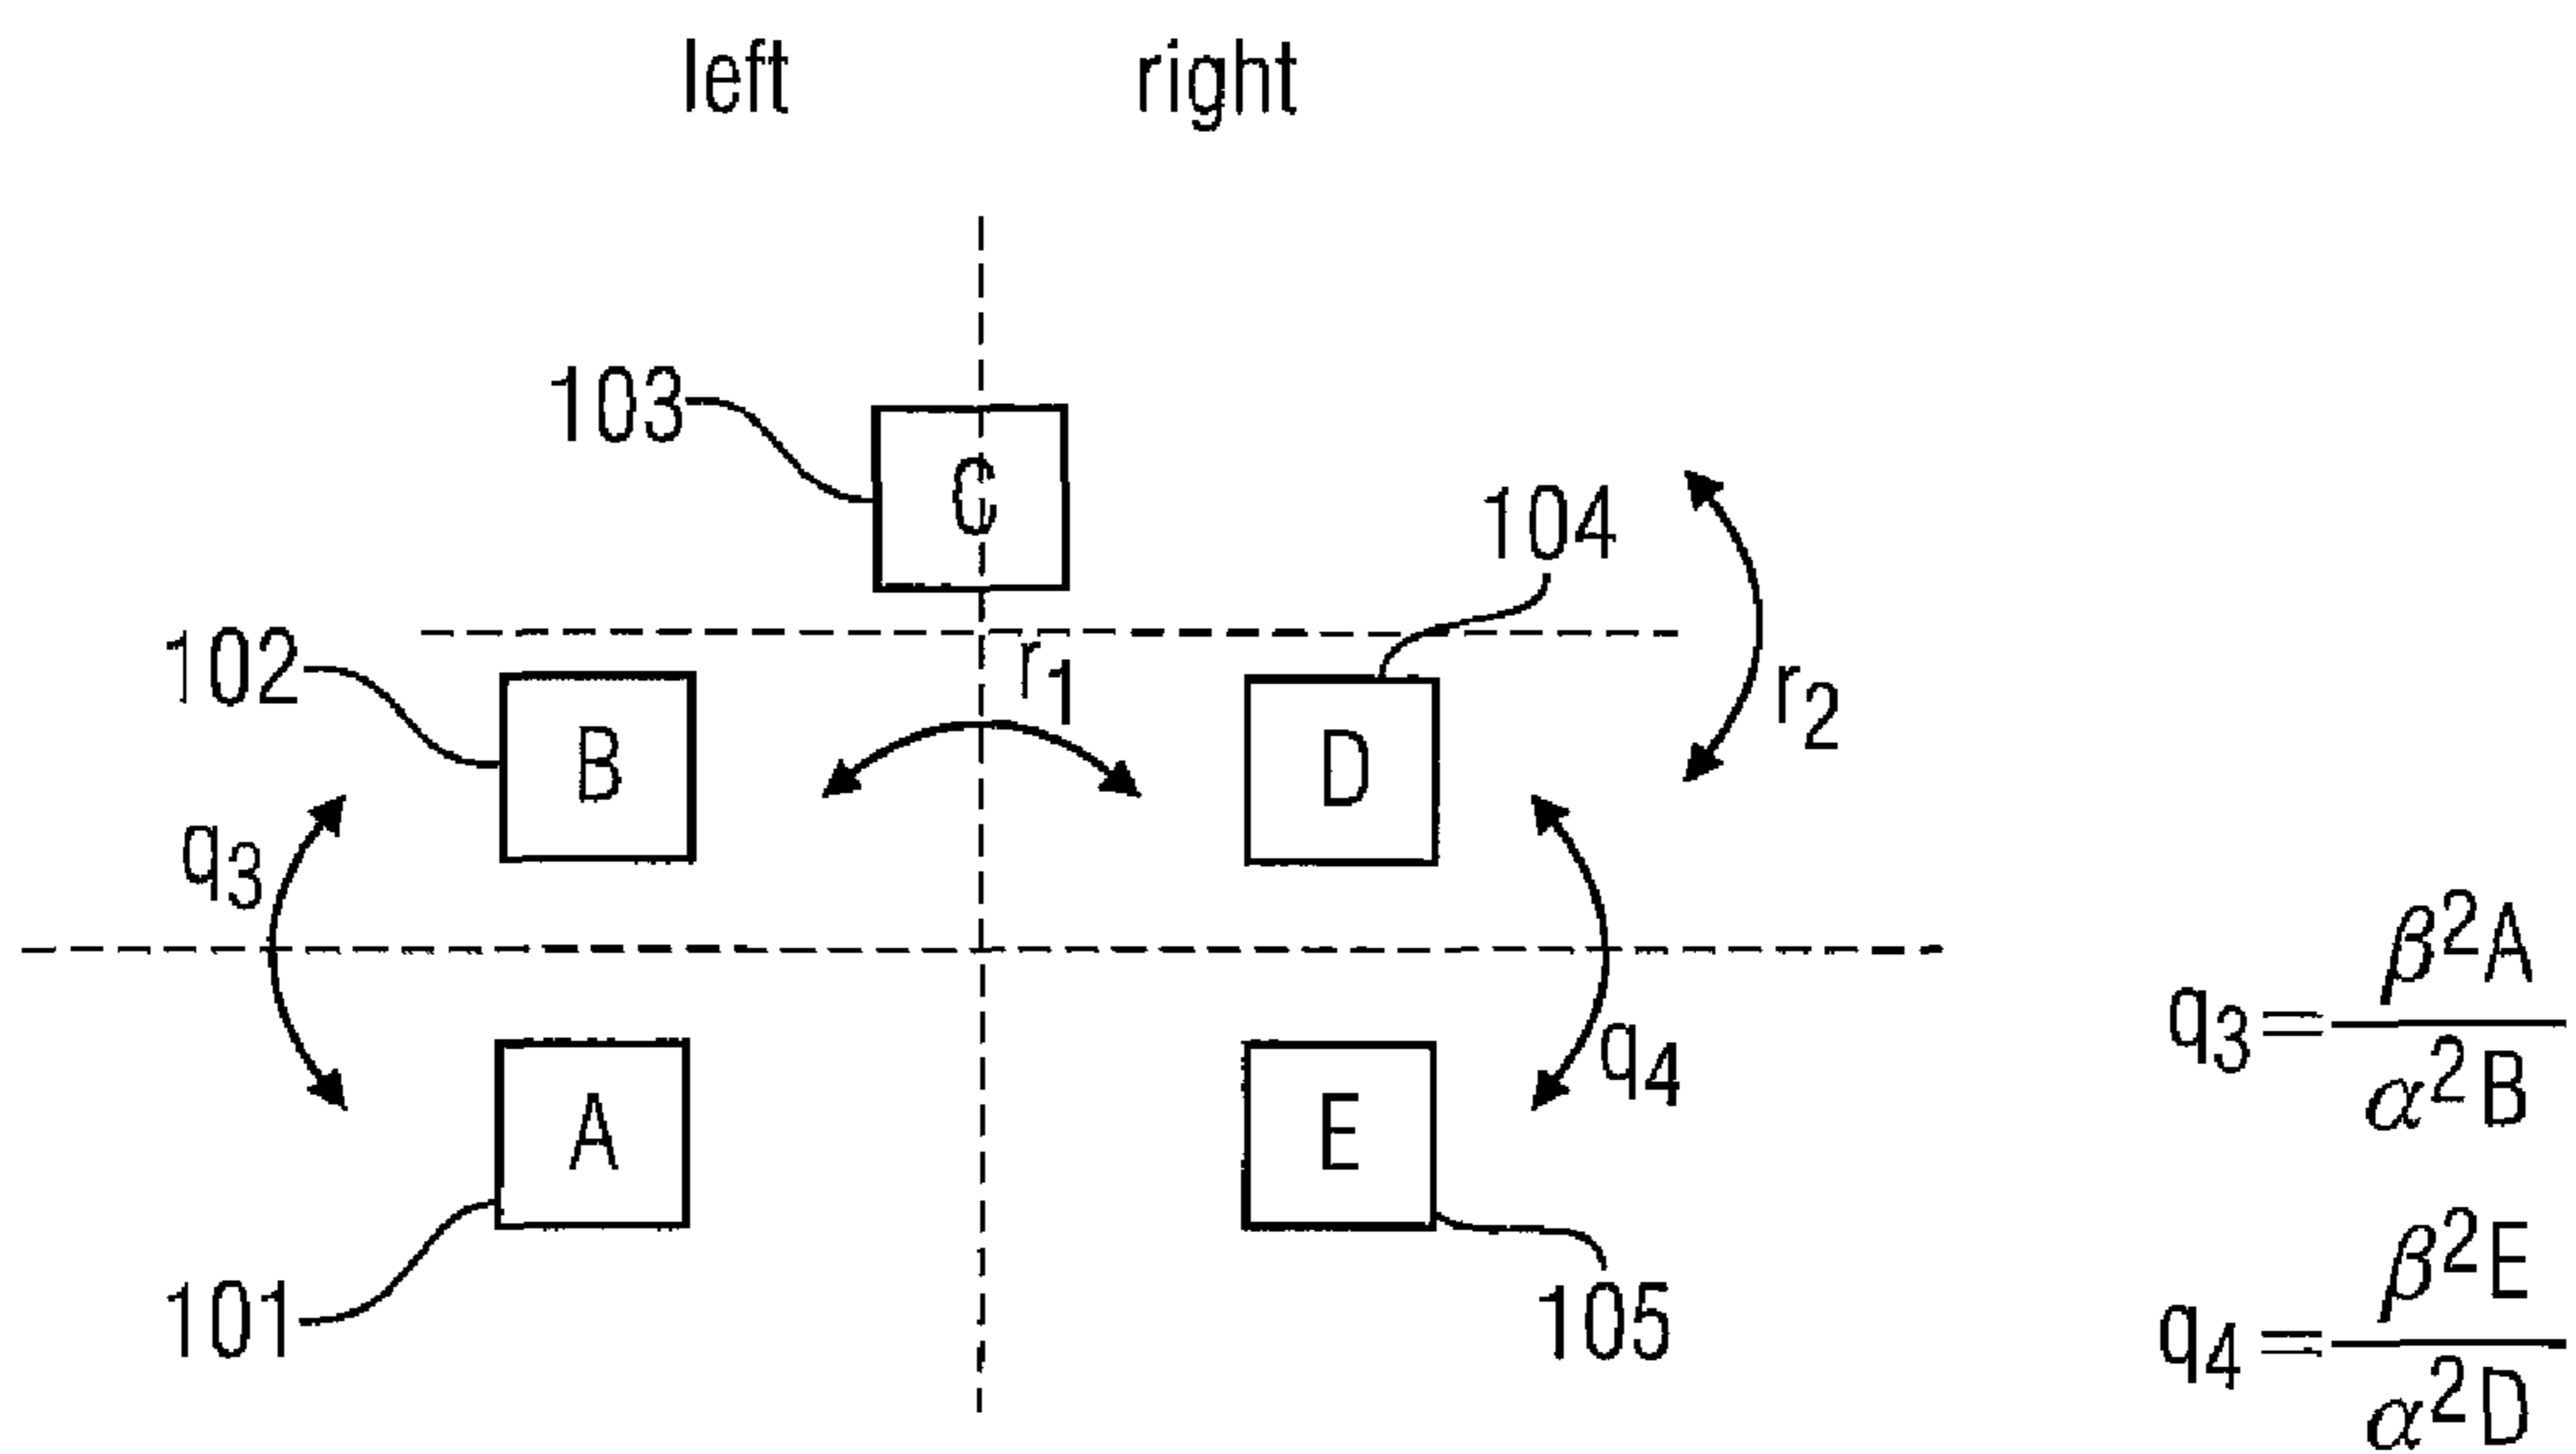 left right
103
C
104
102
r1
r2
B
D
q3
A
E
q4
q3=β²A/α²B
101
105
q4=β²E/α²D